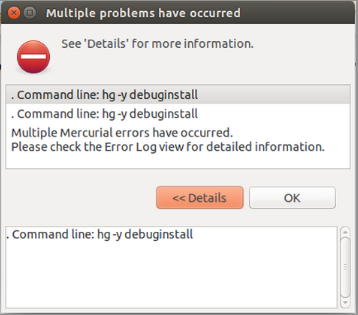 Multiple problems have occurred
See 'Details' for more information.
. Command line: hg -y debuginstall
. Command line: hg -y debuginstall
Multiple Mercurial errors have occurred.
Please check the Error Log view for detailed information.
<< Details
OK
. Command line: hg -y debuginstall